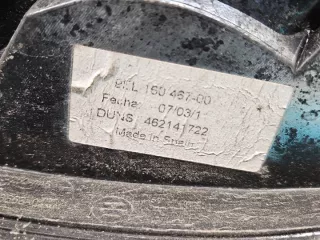 160 467-00
Fecha: 07/03/1
DUNS 462141722
Made in Spain